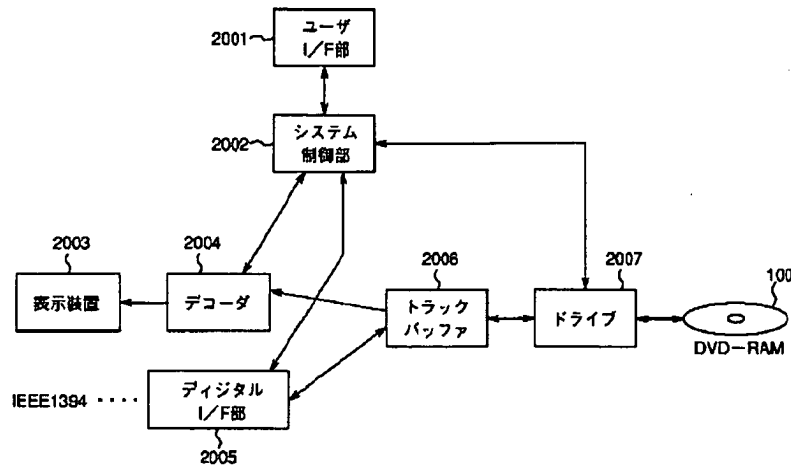 2001
ユーザ
I/F部
2002
システム
制御部
2003
表示装置
2004
デコーダ
2006
トラック
バッファ
2007
ドライブ
100
DVD-RAM
IEEE1394 ‥‥
ディジタル
I/F部
2005